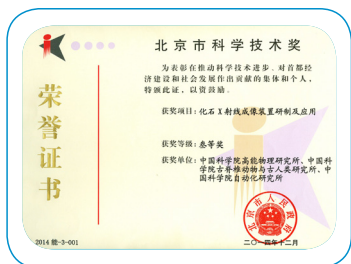 北京市科学技术奖
荣誉证书
为表彰在推动科学技术进步，对首都经
济建设和社会发展作出贡献的集体和个人，
特颁此证，以资鼓励。
获奖项目：化石X射线成像装置研制及应用
获奖等级：叁等奖
获奖单位：中国科学院高能物理研究所、中国科
学院古脊椎动物与古人类研究所、中
国科学院自动化研究所
北京市人民政府
2014 能-3-001
二〇一四年十二月